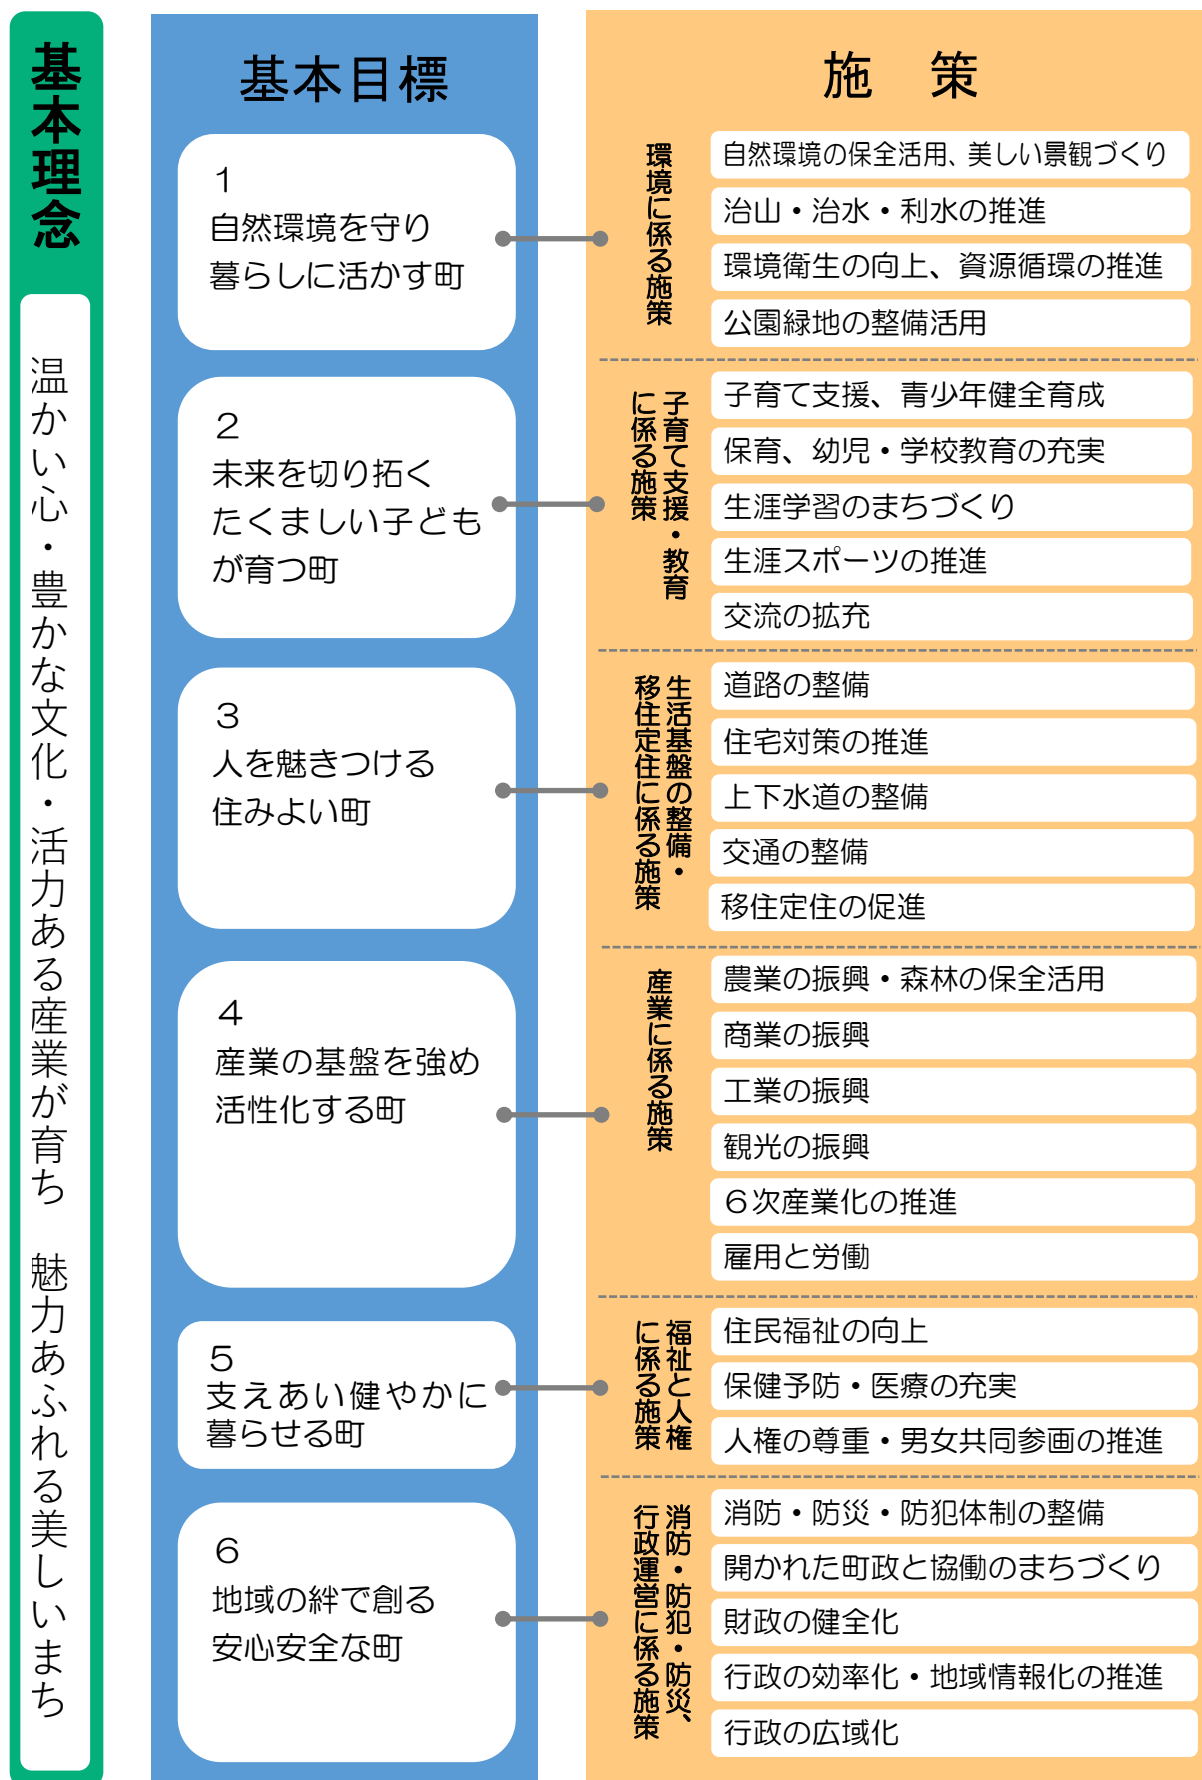 基本理念
温かい心・豊かな文化・活力ある産業が育ち　魅力あふれる美しいまち
基本目標
1
自然環境を守り
暮らしに活かす町
2
未来を切り拓く
たくましい子ども
が育つ町
3
人を魅きつける
住みよい町
4
産業の基盤を強め
活性化する町
5
支えあい健やかに
暮らせる町
6
地域の絆で創る
安心安全な町
施　策
環境に係る施策
自然環境の保全活用、美しい景観づくり
治山・治水・利水の推進
環境衛生の向上、資源循環の推進
公園緑地の整備活用
子育て支援・教育
に係る施策
子育て支援、青少年健全育成
保育、幼児・学校教育の充実
生涯学習のまちづくり
生涯スポーツの推進
交流の拡充
生活基盤の整備・
移住定住に係る施策
道路の整備
住宅対策の推進
上下水道の整備
交通の整備
移住定住の促進
産業に係る施策
農業の振興・森林の保全活用
商業の振興
工業の振興
観光の振興
６次産業化の推進
雇用と労働
福祉と人権
に係る施策
住民福祉の向上
保健予防・医療の充実
人権の尊重・男女共同参画の推進
消防・防犯・防災、
行政運営に係る施策
消防・防災・防犯体制の整備
開かれた町政と協働のまちづくり
財政の健全化
行政の効率化・地域情報化の推進
行政の広域化